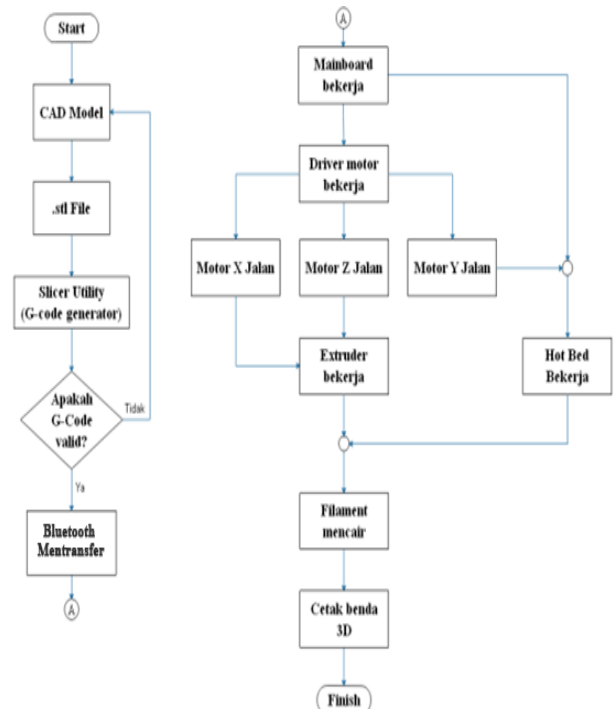 Start
CAD Model
.stl File
Slicer Utility
(G-code generator)
Apakah
G-Code
valid?
Tidak
Ya
Bluetooth
Mentransfer
A
A
Mainboard
bekerja
Driver motor
bekerja
Motor X Jalan
Motor Z Jalan
Motor Y Jalan
Extruder
bekerja
Hot Bed
Bekerja
Filament
mencair
Cetak benda
3D
Finish